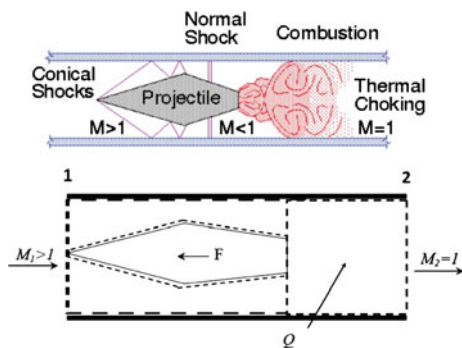 Normal
Shock
Combustion
Conical
Shocks
Projectile
Thermal
Choking
M>1
M<1
M=1
1
2
M₁>1
F
M₂=1
Q